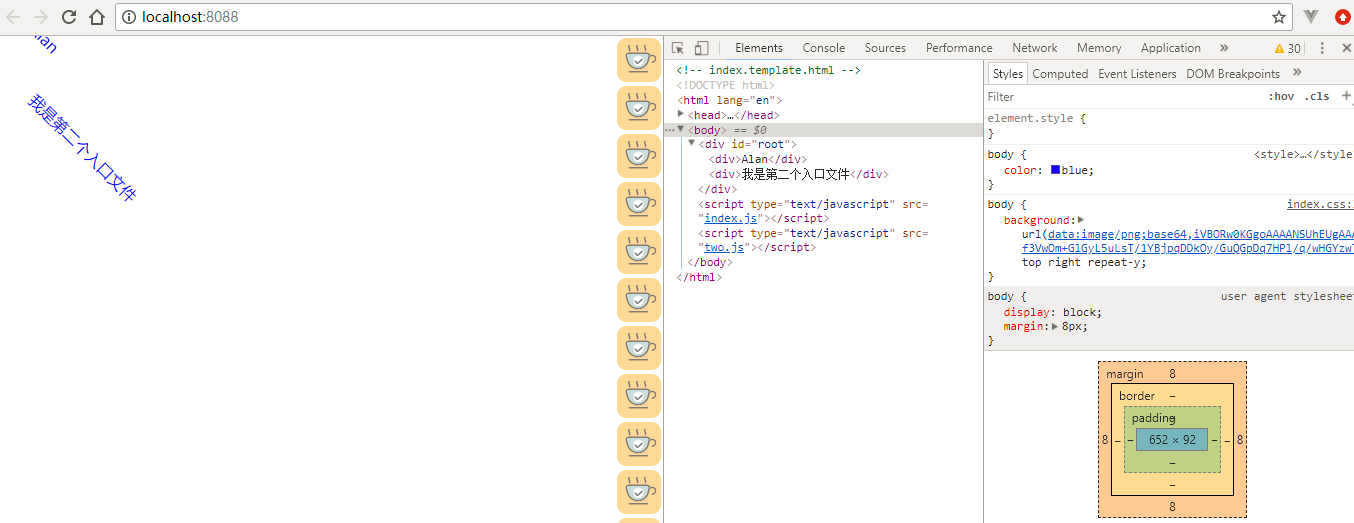 localhost:8088
lan
我是第二个入口文件
Elements Console Sources Performance Network Memory Application » 30
<!-- index.template.html -->
<!DOCTYPE html>
<html lang="en">
<head>…</head>
<body> == $0
<div id="root">
<div>Alan</div>
<div>我是第二个入口文件</div>
</div>
<script type="text/javascript" src=
"index.js"></script>
<script type="text/javascript" src=
"two.js"></script>
</body>
</html>
Styles Computed Event Listeners DOM Breakpoints »
Filter :hov .cls +
element.style {
}
body { <style>…</style
color: blue;
}
body { index.css:
background:
url(data:image/png;base64,iVBORw0KGgoAAAANSUhEUgAA
f3VwOm+GlGyL5uLsT/1YBjpqDDkOy/GuQGpDq7HPl/q/wHGYzw
top right repeat-y;
}
body { user agent stylesheet
display: block;
margin: 8px;
}
margin 8
border –
padding
8 – – 652 × 92 – – 8
–
–
8